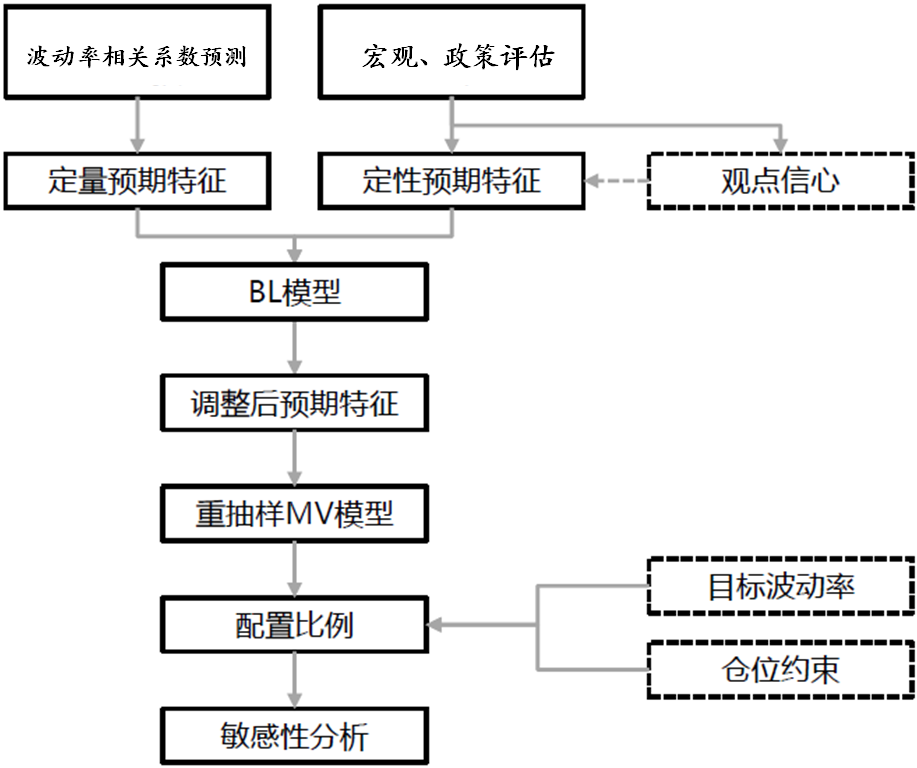 波动率相关系数预测
宏观、政策评估
定量预期特征
定性预期特征
观点信心
BL模型
调整后预期特征
重抽样MV模型
目标波动率
配置比例
仓位约束
敏感性分析